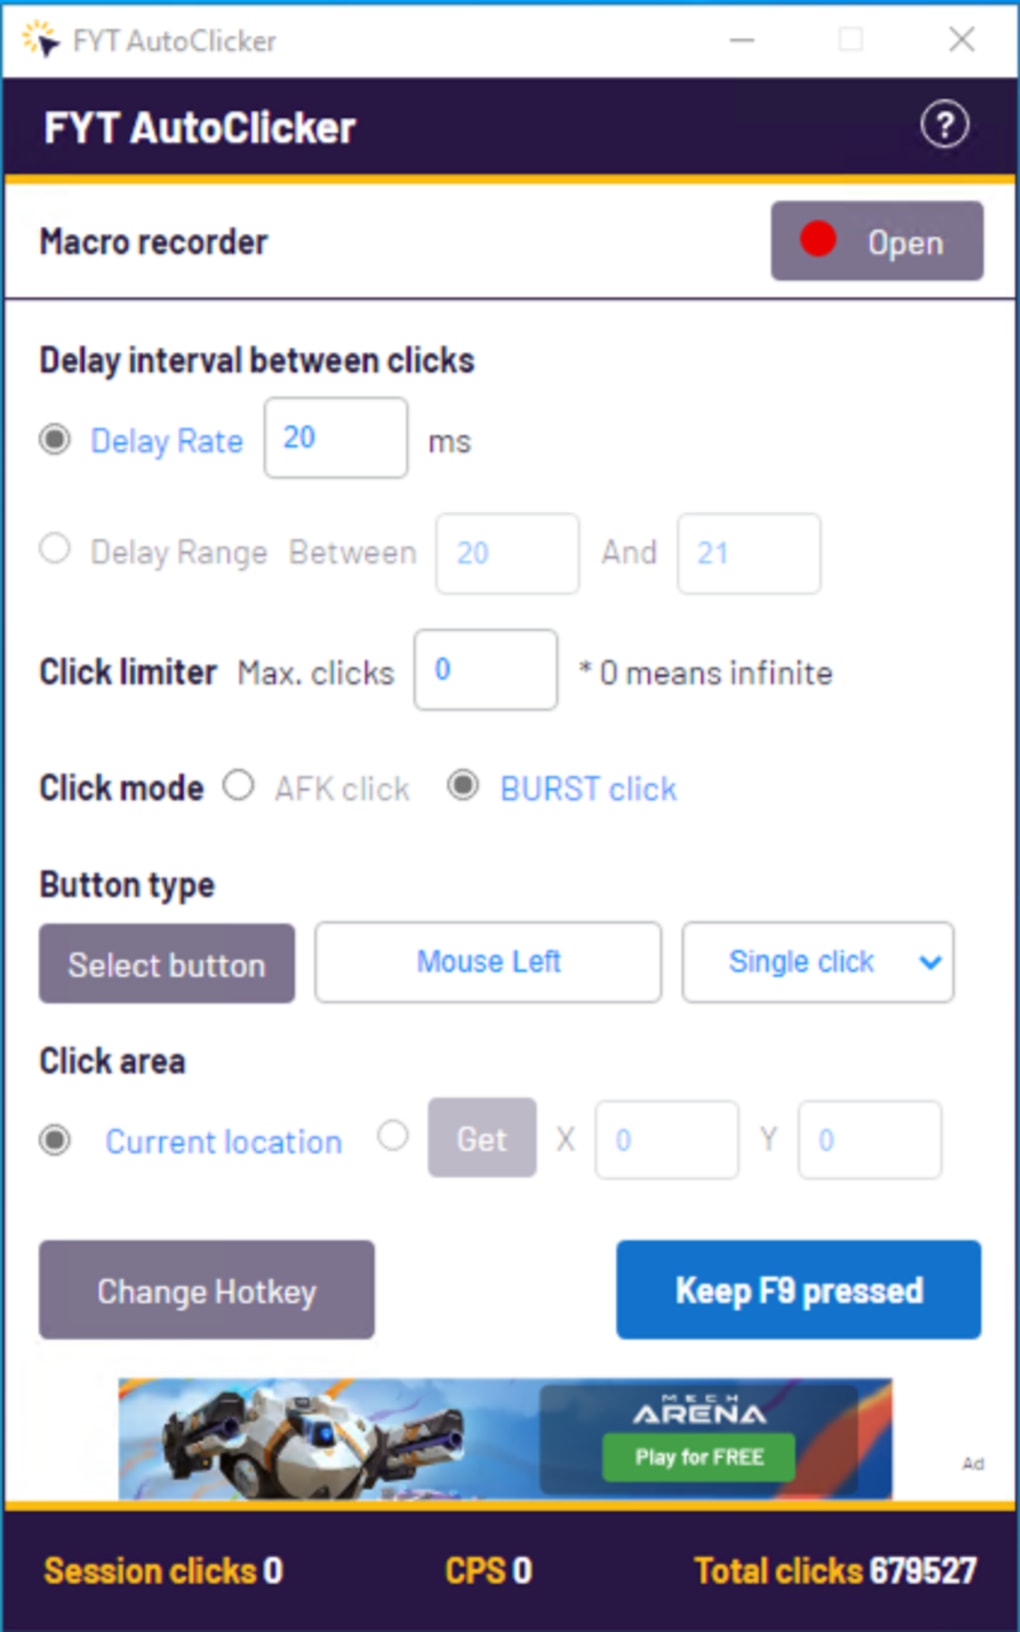 FYT AutoClicker
FYT AutoClicker ?
Macro recorder Open
Delay interval between clicks
Delay Rate 20 ms
Delay Range Between 20 And 21
Click limiter Max. clicks 0 * 0 means infinite
Click mode AFK click BURST click
Button type
Select button Mouse Left Single click
Click area
Current location Get X 0 Y 0
Change Hotkey Keep F9 pressed
MECH
ARENA
Play for FREE
Ad
Session clicks 0 CPS 0 Total clicks 679527